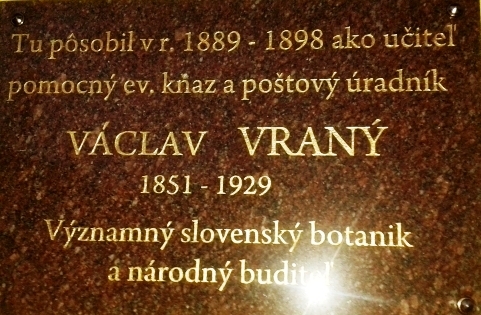 Tu pôsobil v r. 1889 - 1898 ako učiteľ
pomocný ev. kňaz a poštový úradník
VÁCLAV VRANÝ
1851 - 1929
Významný slovenský botanik
a národný buditeľ